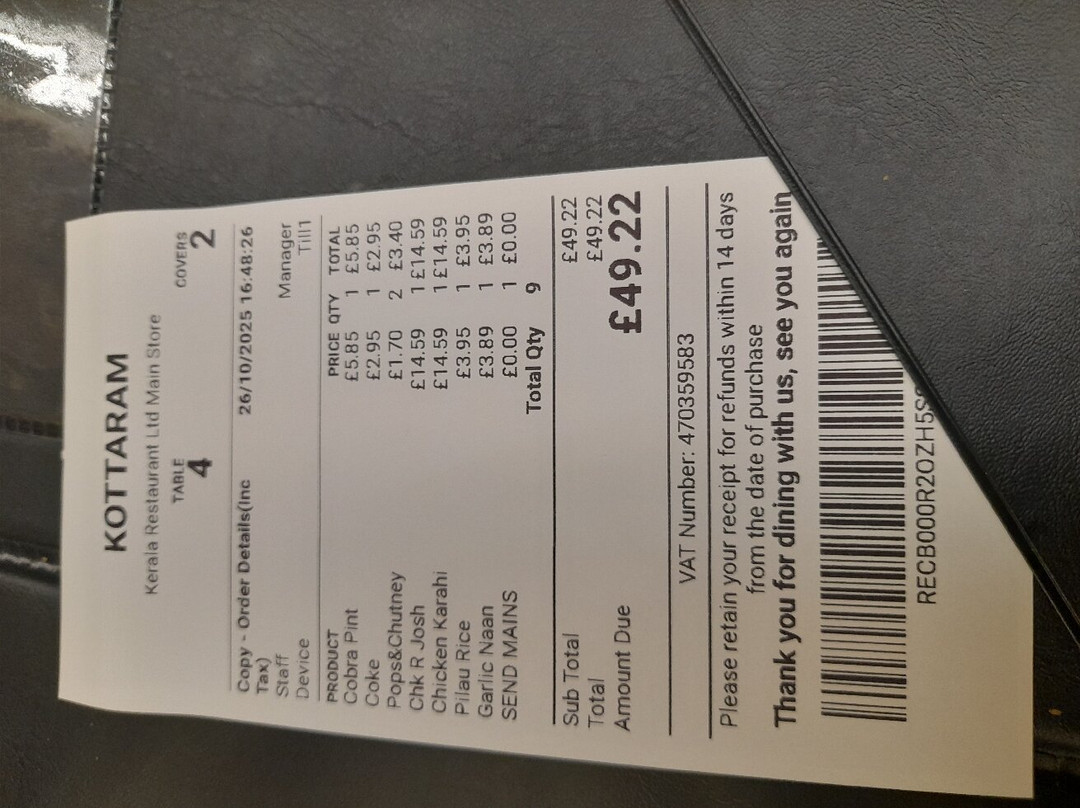 KOTTARAM
Kerala Restaurant Ltd Main Store
TABLE COVERS
4 2
Copy - Order Details(Inc 26/10/2025 16:48:26
Tax)
Staff Manager
Device Till1
PRODUCT PRICE QTY TOTAL
Cobra Pint £5.85 1 £5.85
Coke £2.95 1 £2.95
Pops&Chutney £1.70 2 £3.40
Chk R Josh £14.59 1 £14.59
Chicken Karahi £14.59 1 £14.59
Pilau Rice £3.95 1 £3.95
Garlic Naan £3.89 1 £3.89
SEND MAINS £0.00 1 £0.00
Total Qty 9
Sub Total £49.22
Total £49.22
Amount Due £49.22
VAT Number: 470359583
Please retain your receipt for refunds within 14 days
from the date of purchase
Thank you for dining with us, see you again